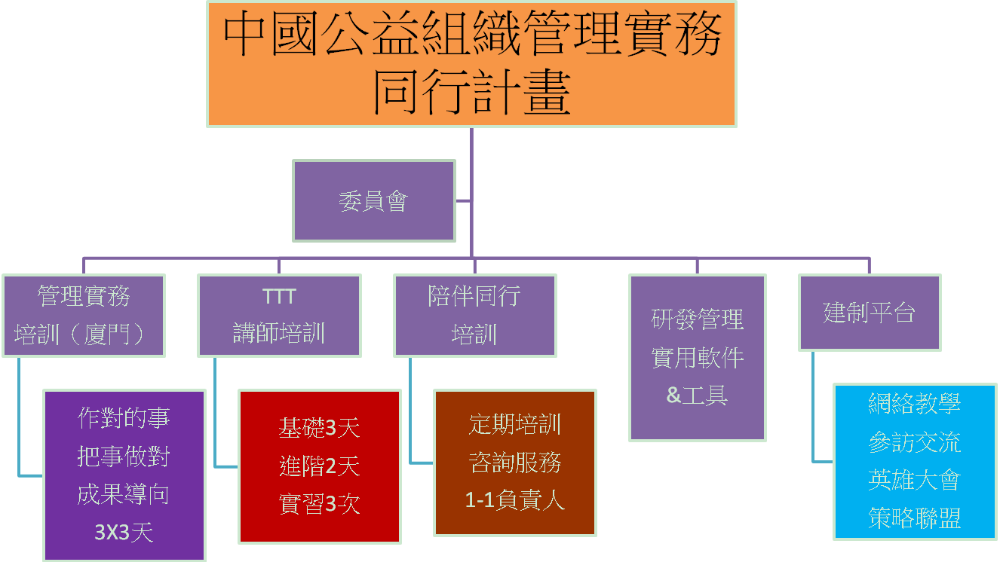 中國公益組織管理實務
同行計畫
委員會
管理實務
培訓（廈門）
TTT
講師培訓
陪伴同行
培訓
研發管理
實用軟件
&工具
建制平台
作對的事
把事做對
成果導向
3X3天
基礎3天
進階2天
實習3次
定期培訓
咨詢服務
1-1負責人
網絡教學
參訪交流
英雄大會
策略聯盟